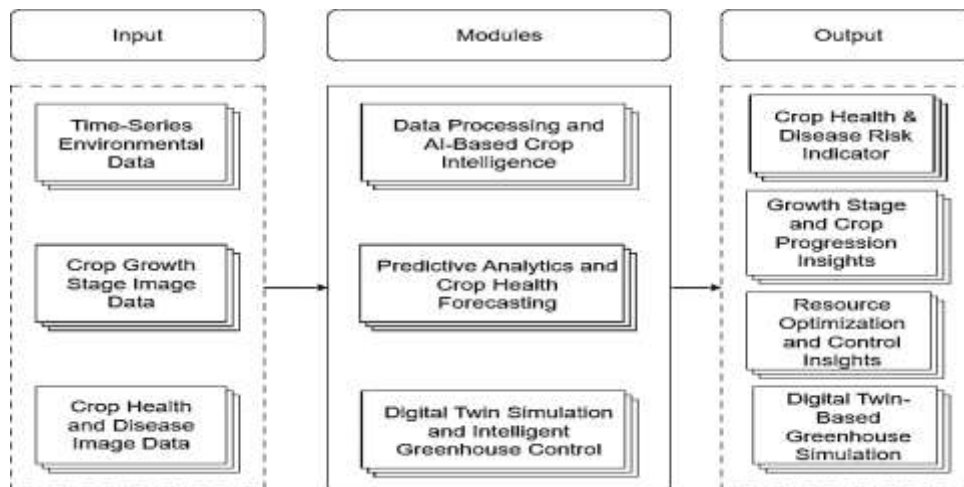 Input
Modules
Output
Time-Series
Environmental
Data
Crop Growth
Stage Image
Data
Crop Health
and Disease
Image Data
Data Processing and
AI-Based Crop
Intelligence
Predictive Analytics and
Crop Health
Forecasting
Digital Twin Simulation
and Intelligent
Greenhouse Control
Crop Health &
Disease Risk
Indicator
Growth Stage
and Crop
Progression
Insights
Resource
Optimization
and Control
Insights
Digital Twin-
Based
Greenhouse
Simulation